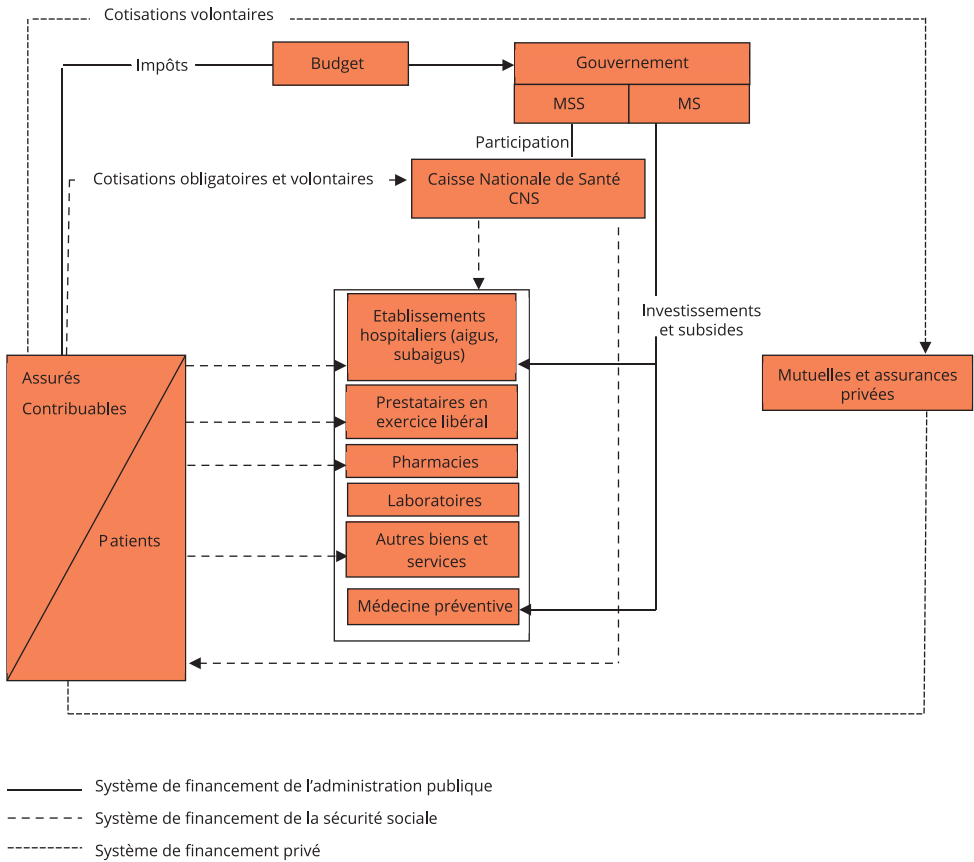 Cotisations volontaires
Impôts
Budget
Gouvernement
MSS
MS
Participation
Cotisations obligatoires et volontaires
Caisse Nationale de Santé
CNS
Etablissements
hospitaliers (aigus,
subaigus)
Investissements
et subsides
Assurés
Contribuables
Mutuelles et assurances
privées
Prestataires en
exercice libéral
Pharmacies
Laboratoires
Patients
Autres biens et
services
Médecine préventive
Système de financement de l’administration publique
Système de financement de la sécurité sociale
Système de financement privé